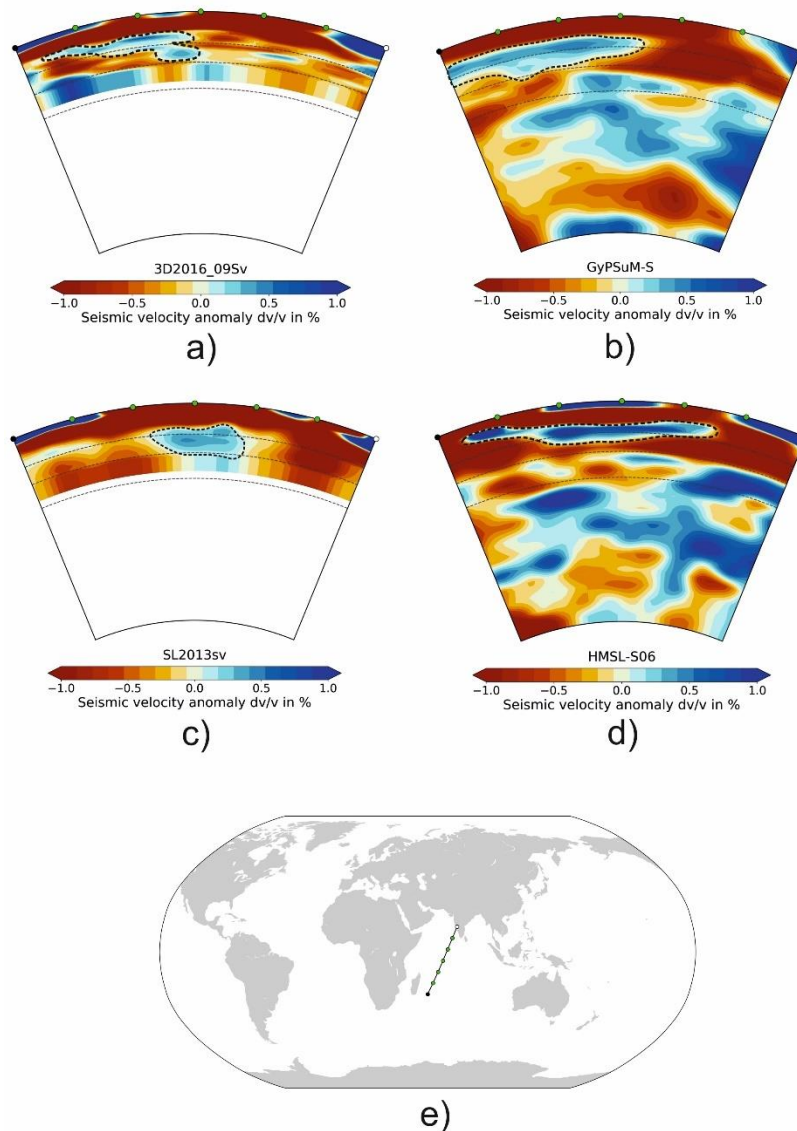 3D2016_09Sv
−1.0 −0.5 0.0 0.5 1.0
Seismic velocity anomaly dv/v in %
a)
GyPSuM-S
−1.0 −0.5 0.0 0.5 1.0
Seismic velocity anomaly dv/v in %
b)
SL2013sv
−1.0 −0.5 0.0 0.5 1.0
Seismic velocity anomaly dv/v in %
c)
HMSL-S06
−1.0 −0.5 0.0 0.5 1.0
Seismic velocity anomaly dv/v in %
d)
e)